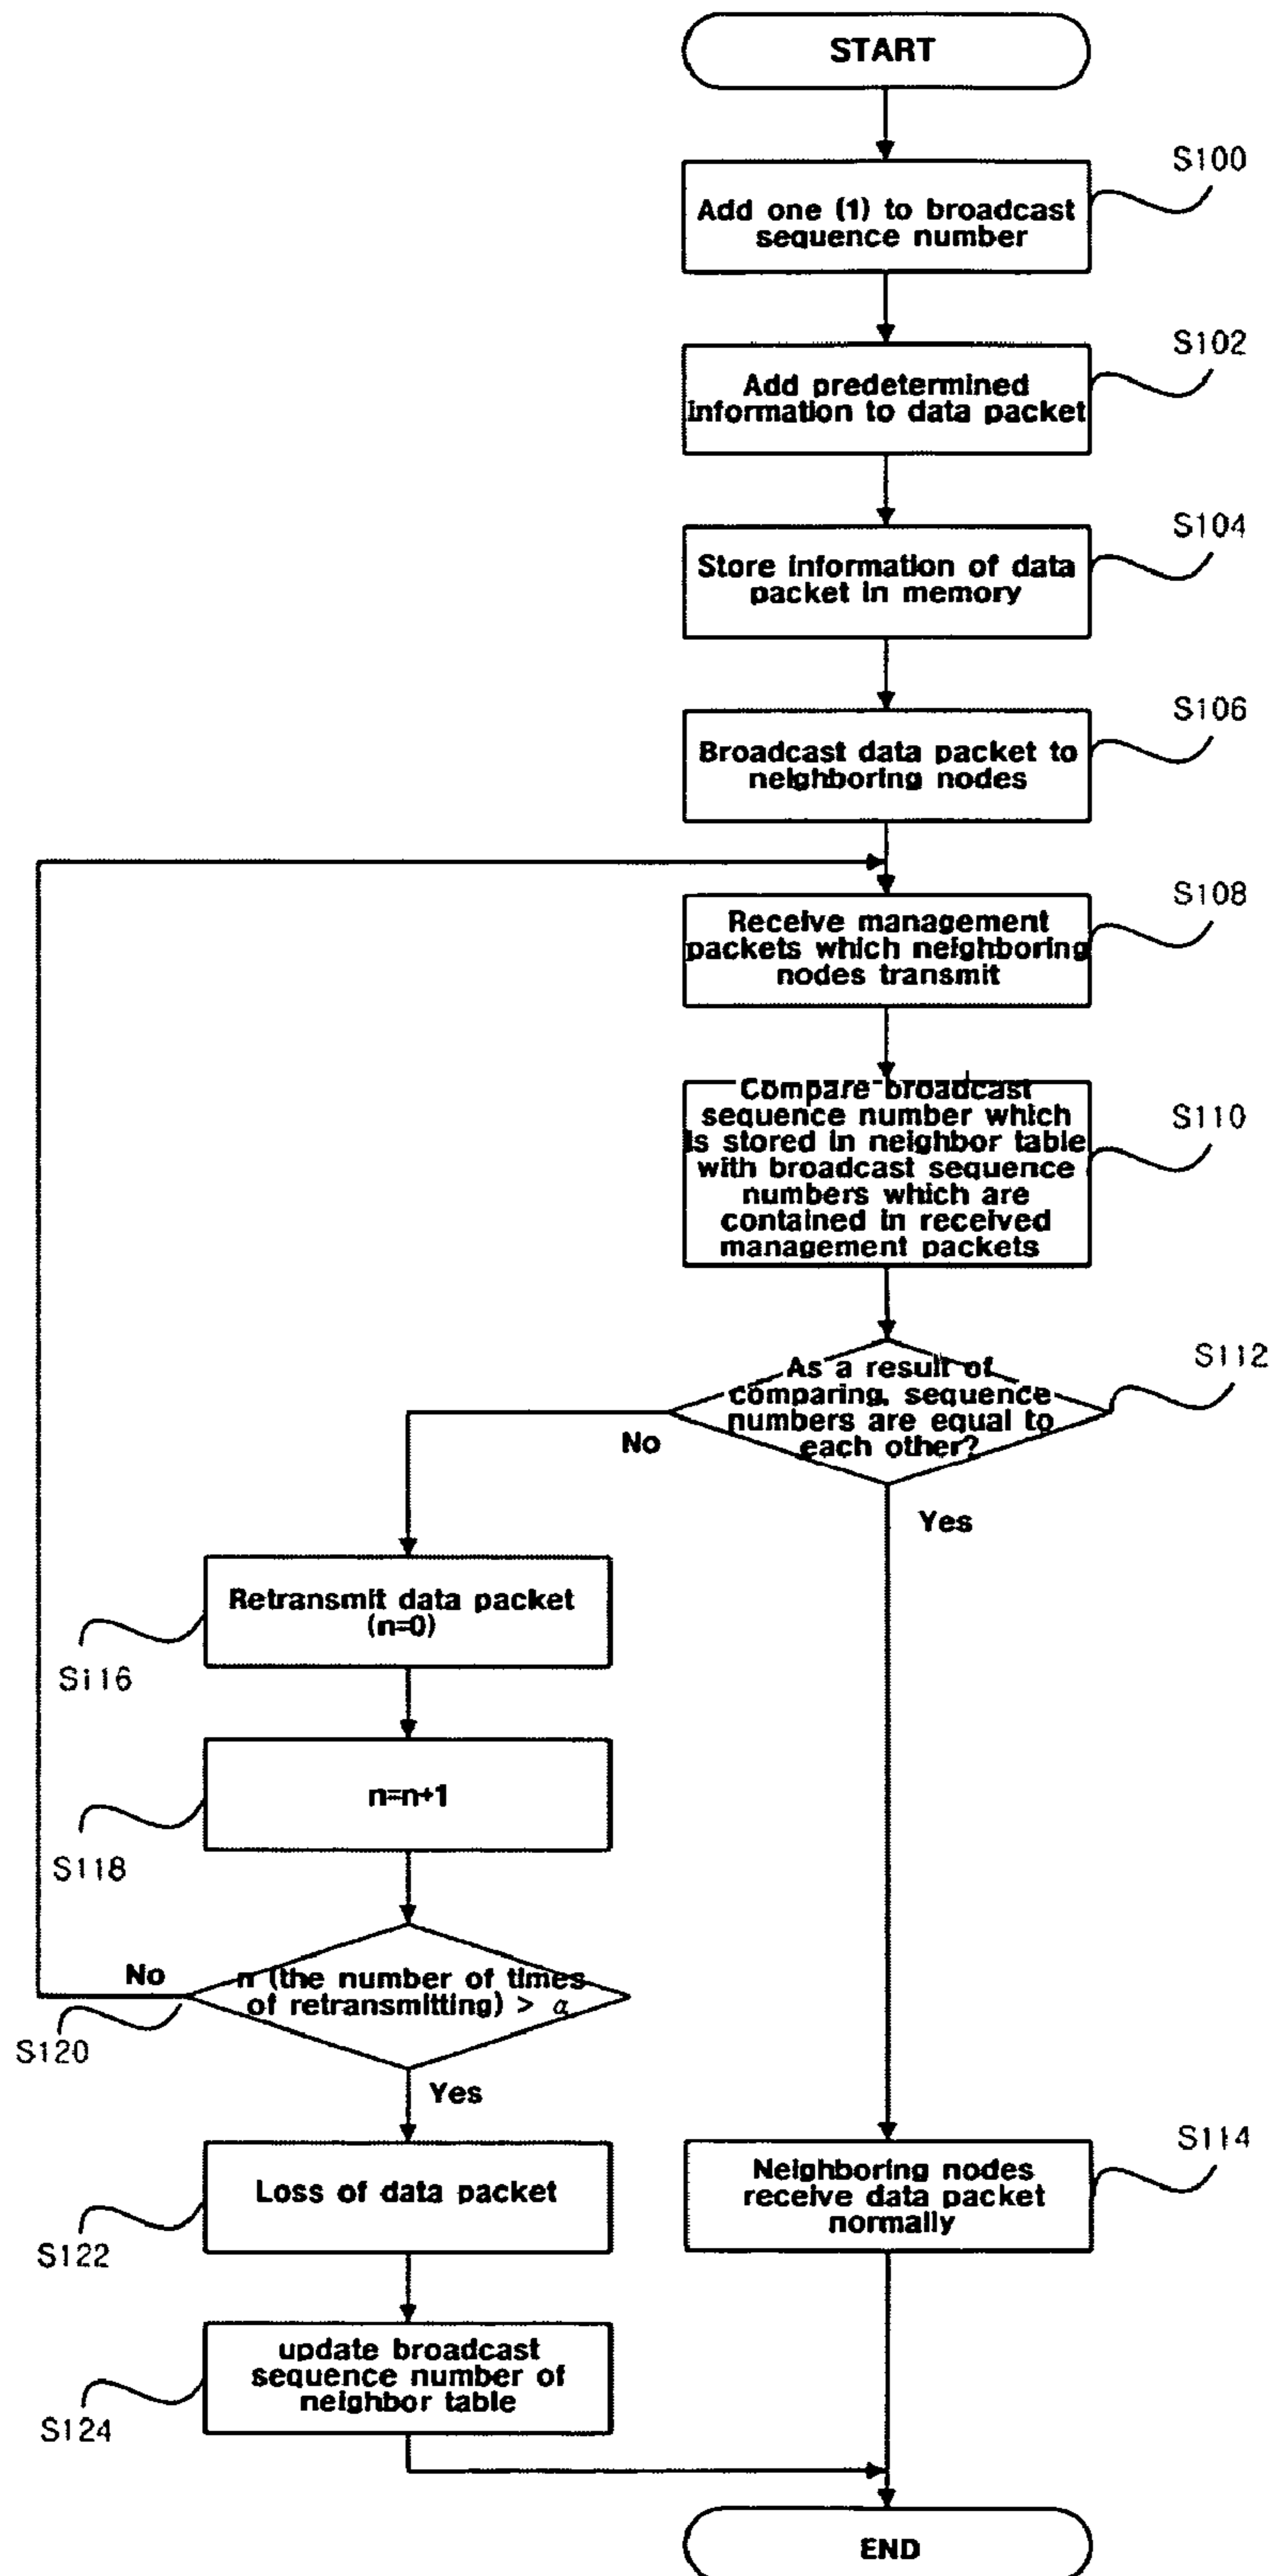 START
S100
Add one (1) to broadcast
sequence number
S102
Add predetermined
information to data packet
S104
Store information of data
packet in memory
S106
Broadcast data packet to
neighboring nodes
S108
Receive management
packets which neighboring
nodes transmit
S110
Compare broadcast
sequence number which
is stored in neighbor table
with broadcast sequence
numbers which are
contained in received
management packets
S112
As a result of
comparing, sequence
numbers are equal to
each other?
No
Yes
Retransmit data packet
(n=0)
S116
n=n+1
S118
No
n (the number of times
of retransmitting) > α
S120
Yes
S114
Neighboring nodes
receive data packet
normally
Loss of data packet
S122
update broadcast
sequence number of
neighbor table
S124
END